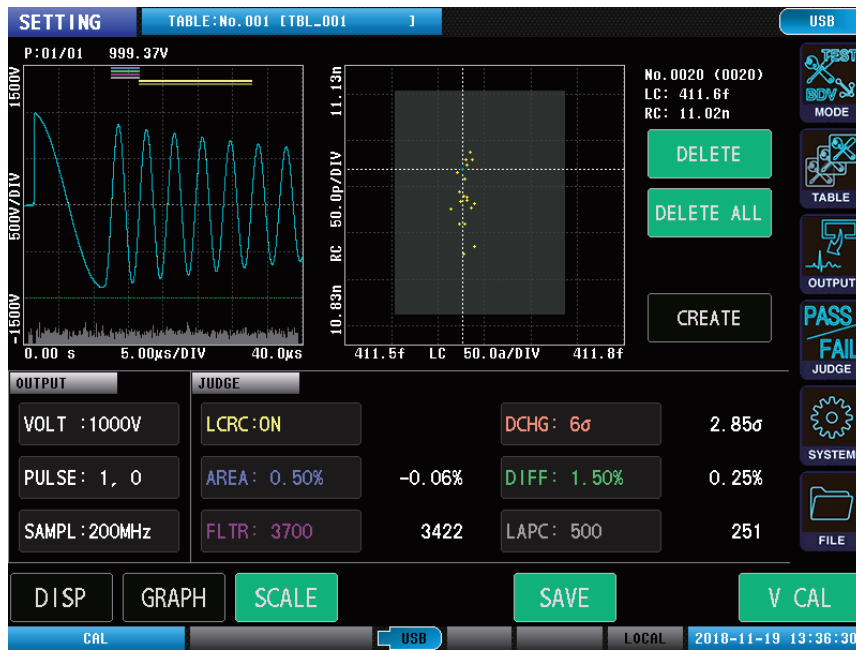 SETTING
TABLE:No.001 [TBL_001 ]
USB
P:01/01 999.37V
1500V
500V/DIV
-1500V
0.00 s 5.00µs/DIV 40.0µs
11.13n
RC 50.0p/DIV
10.83n
411.5f LC 50.0a/DIV 411.8f
No.0020 (0020)
LC: 411.6f
RC: 11.02n
DELETE
DELETE ALL
CREATE
TEST
BDV
MODE
TABLE
OUTPUT
PASS
FAIL
JUDGE
SYSTEM
FILE
OUTPUT
VOLT :1000V
PULSE: 1, 0
SAMPL:200MHz
JUDGE
LCRC:ON
DCHG: 6σ 2.85σ
AREA: 0.50% -0.06%
DIFF: 1.50% 0.25%
FLTR: 3700 3422
LAPC: 500 251
DISP
GRAPH
SCALE
SAVE
V CAL
CAL
USB
LOCAL
2018-11-19 13:36:30